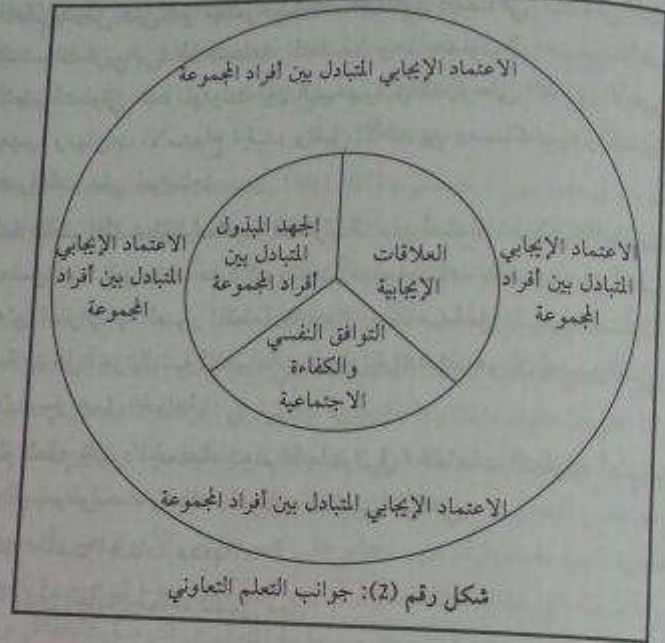 الاعتماد الإيجابي المتبادل بين أفراد المجموعة
العلاقات
الإيجابية
الجهد المبذول
المتبادل بين
أفراد المجموعة
التوافق النفسي
والكفاءة
الاجتماعية
الاعتماد الإيجابي
المتبادل بين أفراد
المجموعة
الاعتماد الإيجابي
المتبادل بين أفراد
المجموعة
الاعتماد الإيجابي المتبادل بين أفراد المجموعة
شكل رقم (2): جوانب التعلم التعاوني